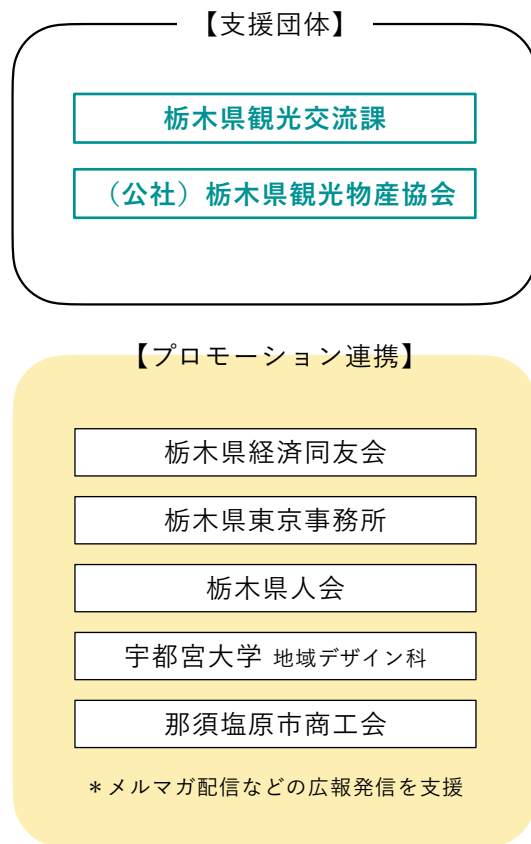 【支援団体】
栃木県観光交流課
（公社）栃木県観光物産協会
【プロモーション連携】
栃木県経済同友会
栃木県東京事務所
栃木県人会
宇都宮大学 地域デザイン科
那須塩原市商工会
＊メルマガ配信などの広報発信を支援